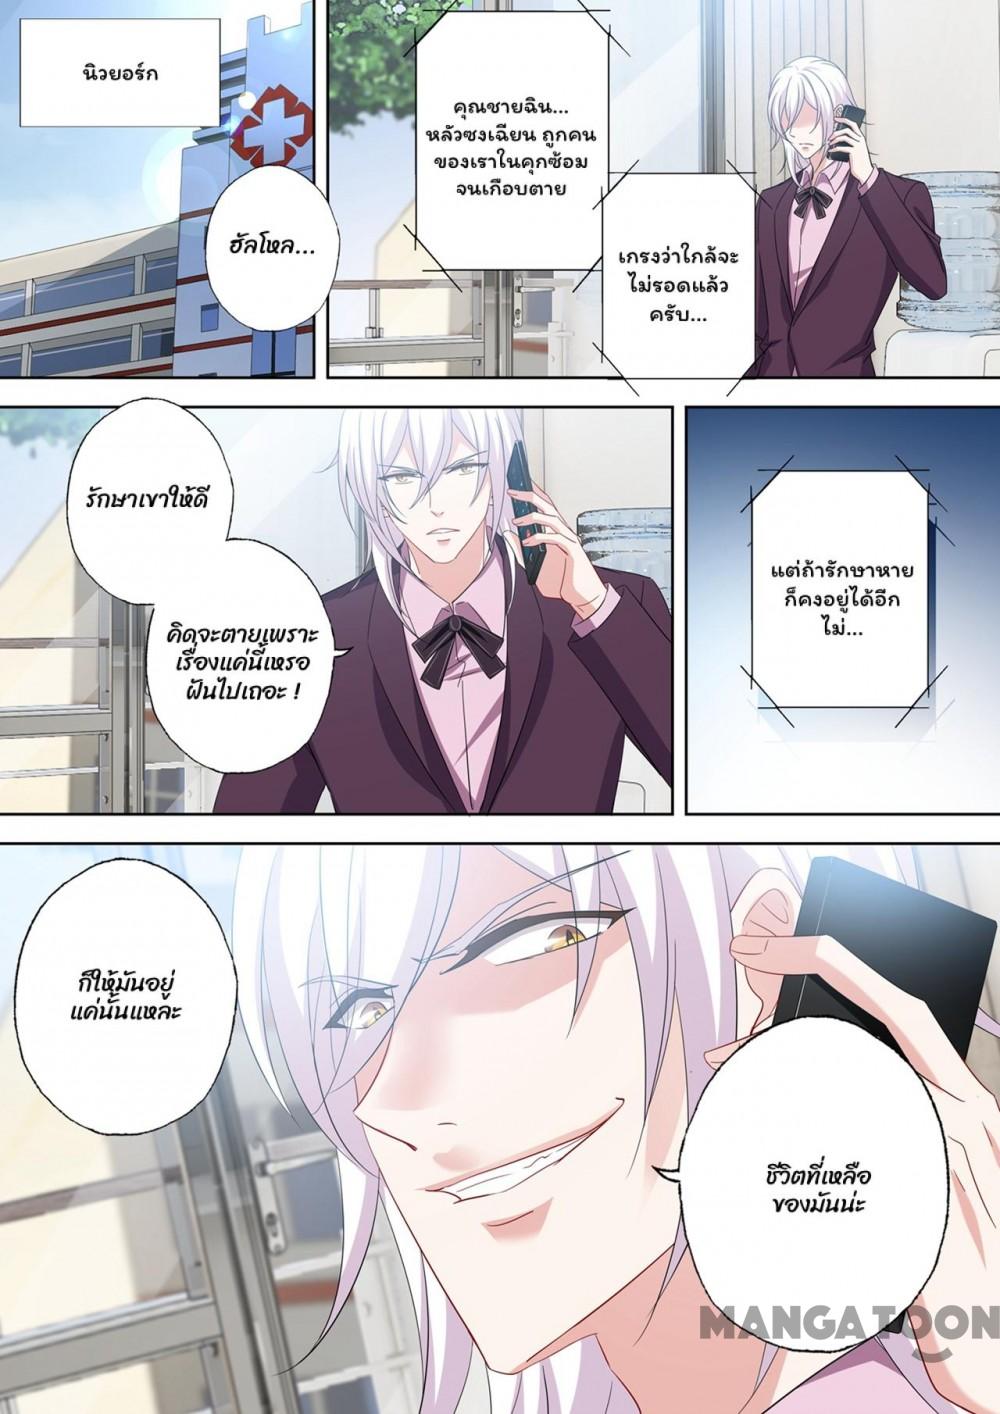 นิวยอร์ก
ฮัลโหล...
คุณชายฉิน...
หลัวซงเฉียน ถูกคน
ของเราในคุกซ้อม
จนเกือบตาย
เกรงว่าใกล้จะ
ไม่รอดแล้ว
ครับ...
รักษาเขาให้ดี
คิดจะตายเพราะ
เรื่องแค่นี้เหรอ
ฝันไปเถอะ !
แต่ถ้ารักษาหาย
ก็คงอยู่ได้อีก
ไม่...
ก็ให้มันอยู่
แค่นั้นแหละ
ชีวิตที่เหลือ
ของมันน่ะ
MANGATOON